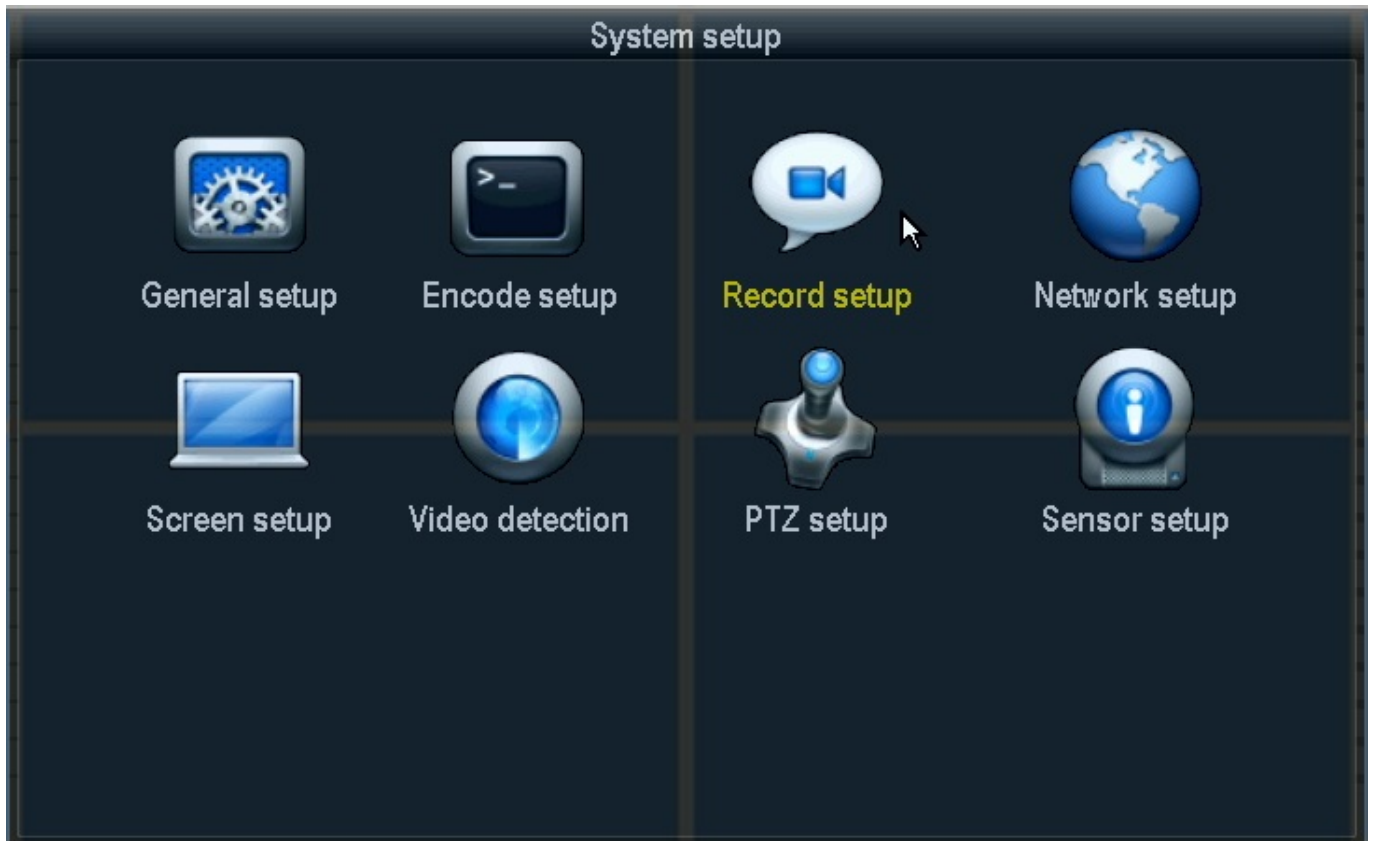 System setup
General setup
Encode setup
>_
Record setup
Network setup
Screen setup
Video detection
PTZ setup
Sensor setup